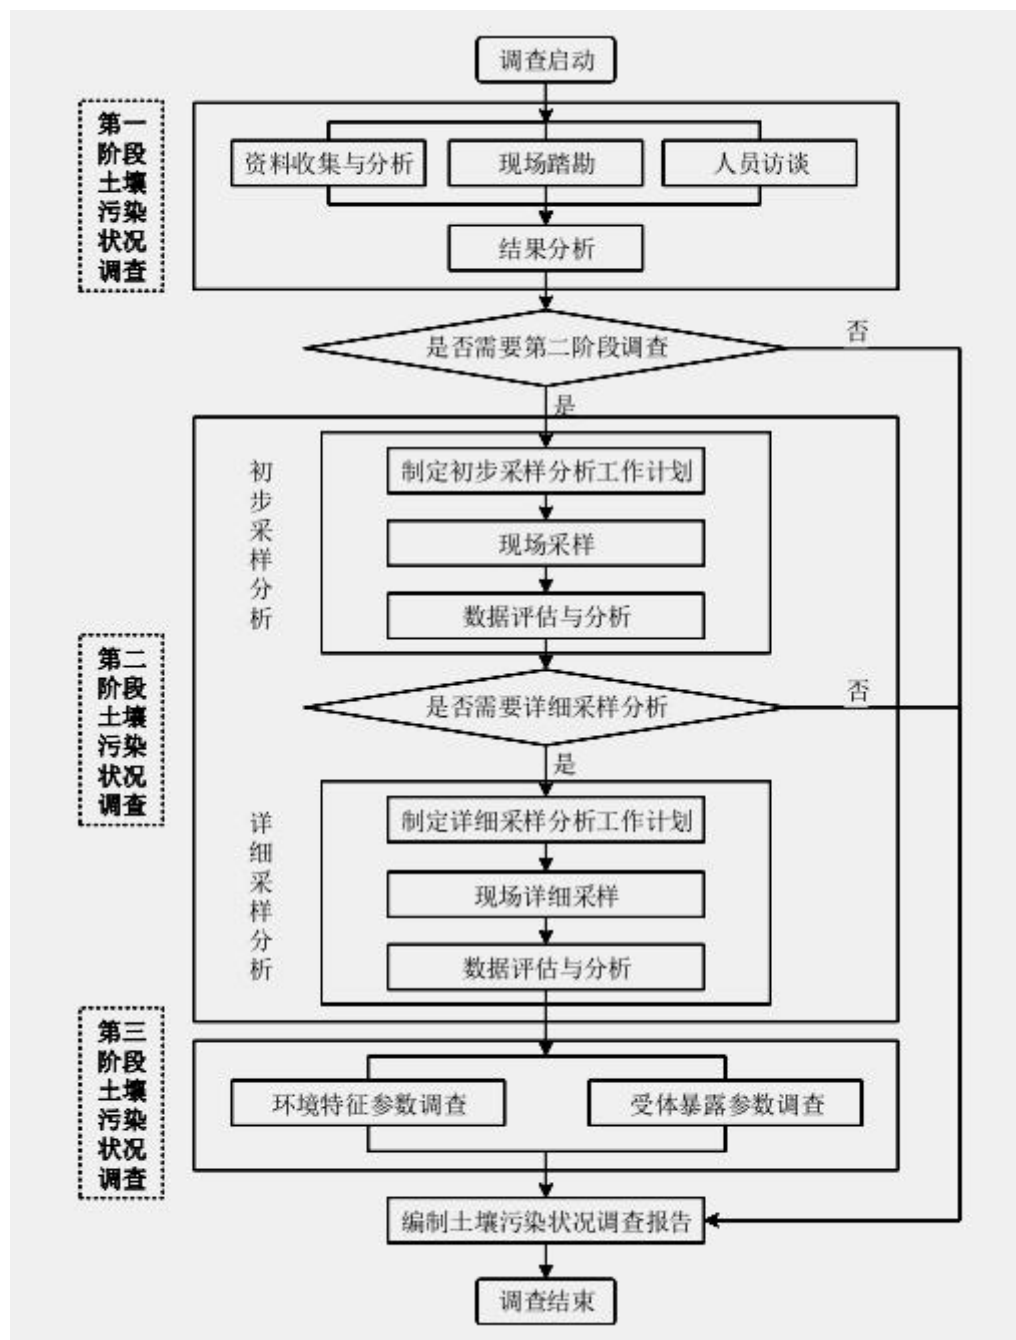 调查启动
第一
阶段
土壤
污染
状况
调查
资料收集与分析
现场踏勘
人员访谈
结果分析
是否需要第二阶段调查
否
是
初
步
采
样
分
析
制定初步采样分析工作计划
现场采样
数据评估与分析
第二
阶段
土壤
污染
状况
调查
是否需要详细采样分析
否
是
详
细
采
样
分
析
制定详细采样分析工作计划
现场详细采样
数据评估与分析
第三
阶段
土壤
污染
状况
调查
环境特征参数调查
受体暴露参数调查
编制土壤污染状况调查报告
调查结束